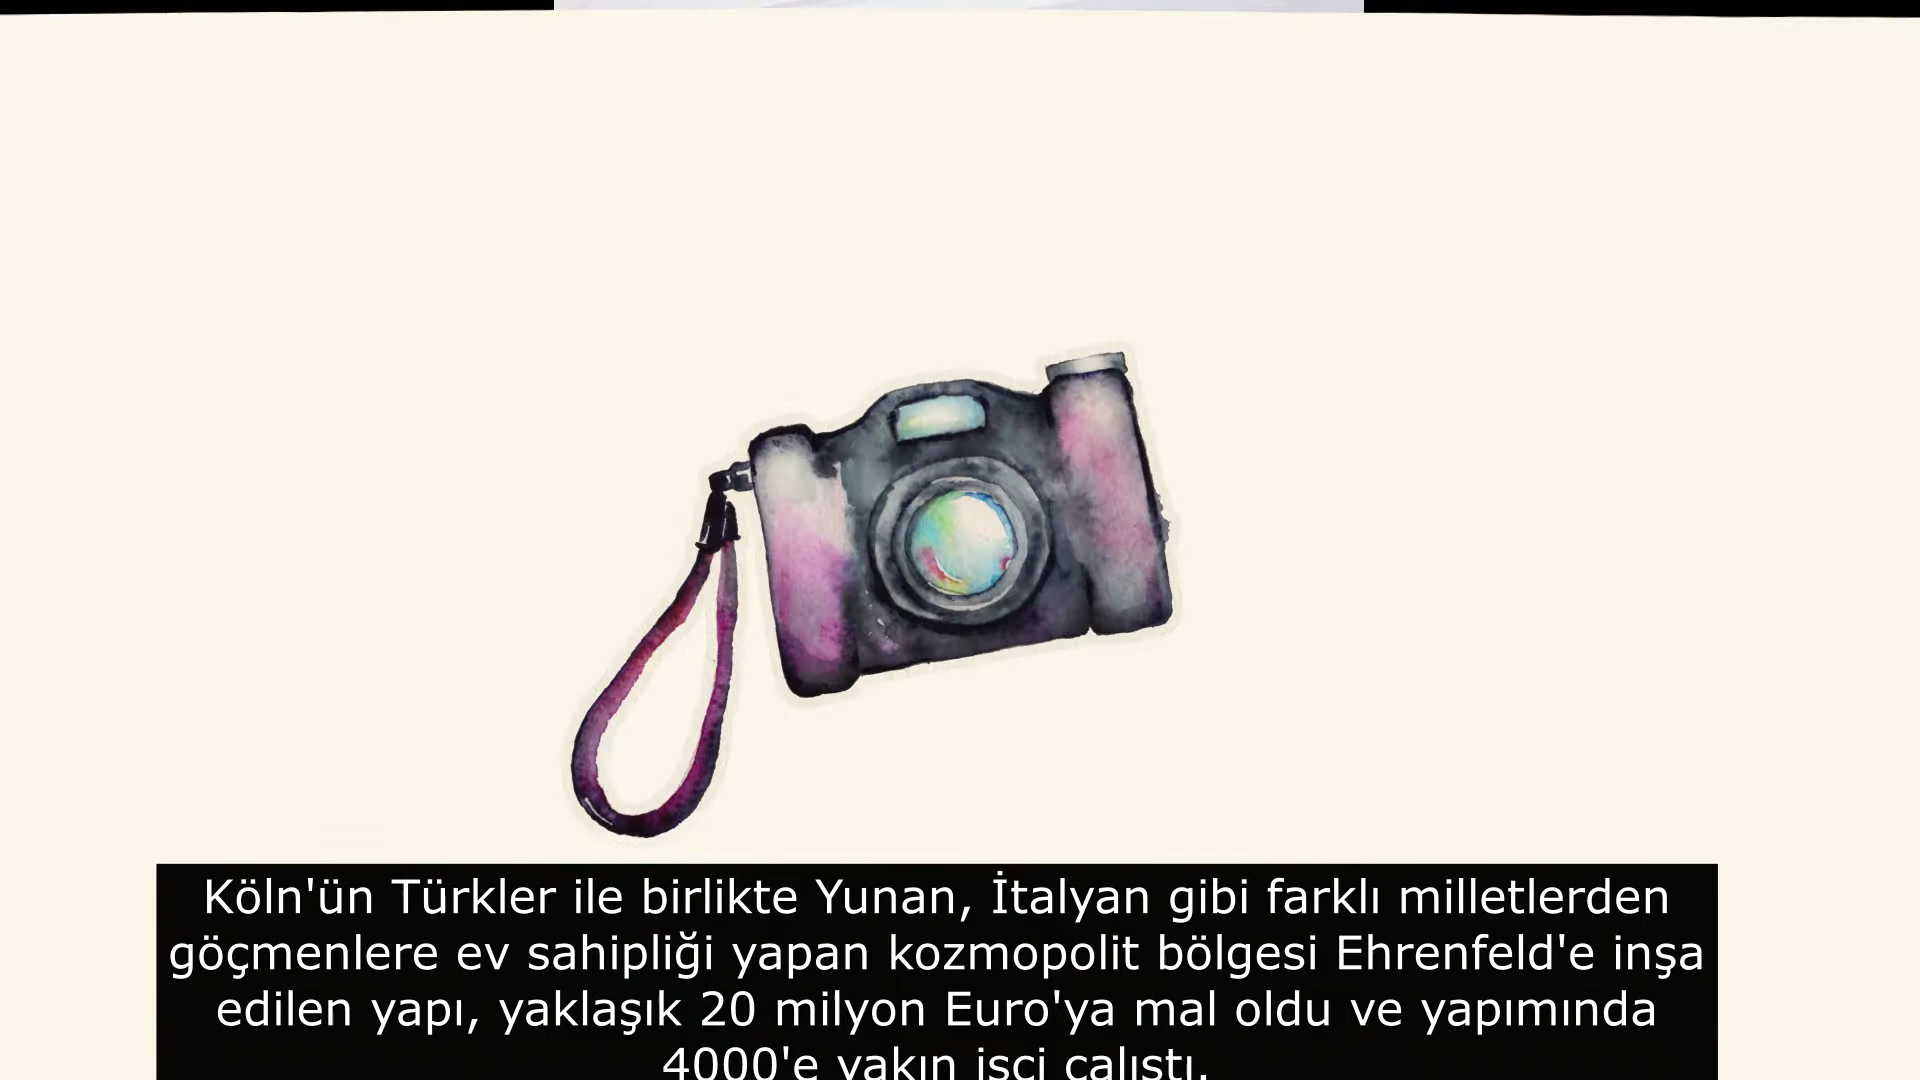 Köln'ün Türkler ile birlikte Yunan, İtalyan gibi farklı milletlerden
göçmenlere ev sahipliği yapan kozmopolit bölgesi Ehrenfeld'e inşa
edilen yapı, yaklaşık 20 milyon Euro'ya mal oldu ve yapımında
4000'e yakın işçi çalıştı.